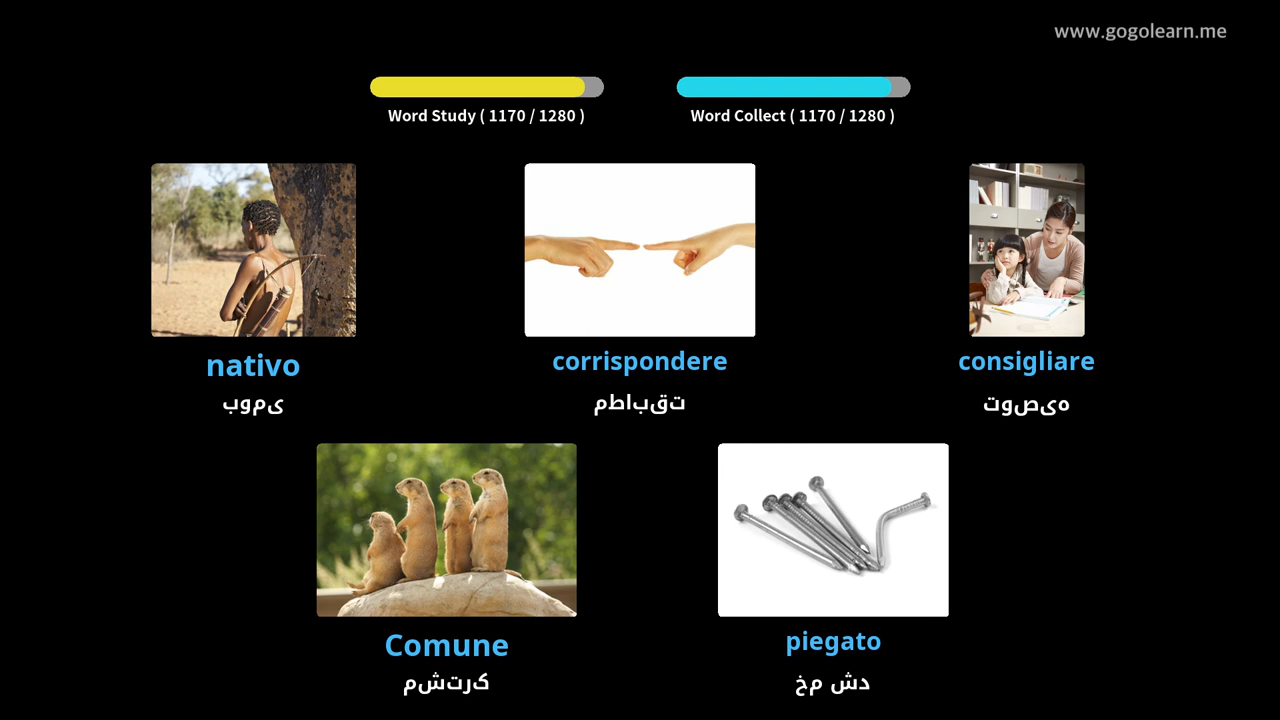 www.gogolearn.me
Word Study ( 1170 / 1280 )
Word Collect ( 1170 / 1280 )
nativo
یموب
corrispondere
تقباطم
consigliare
هیصوت
Comune
کرتشم
piegato
دش مخ